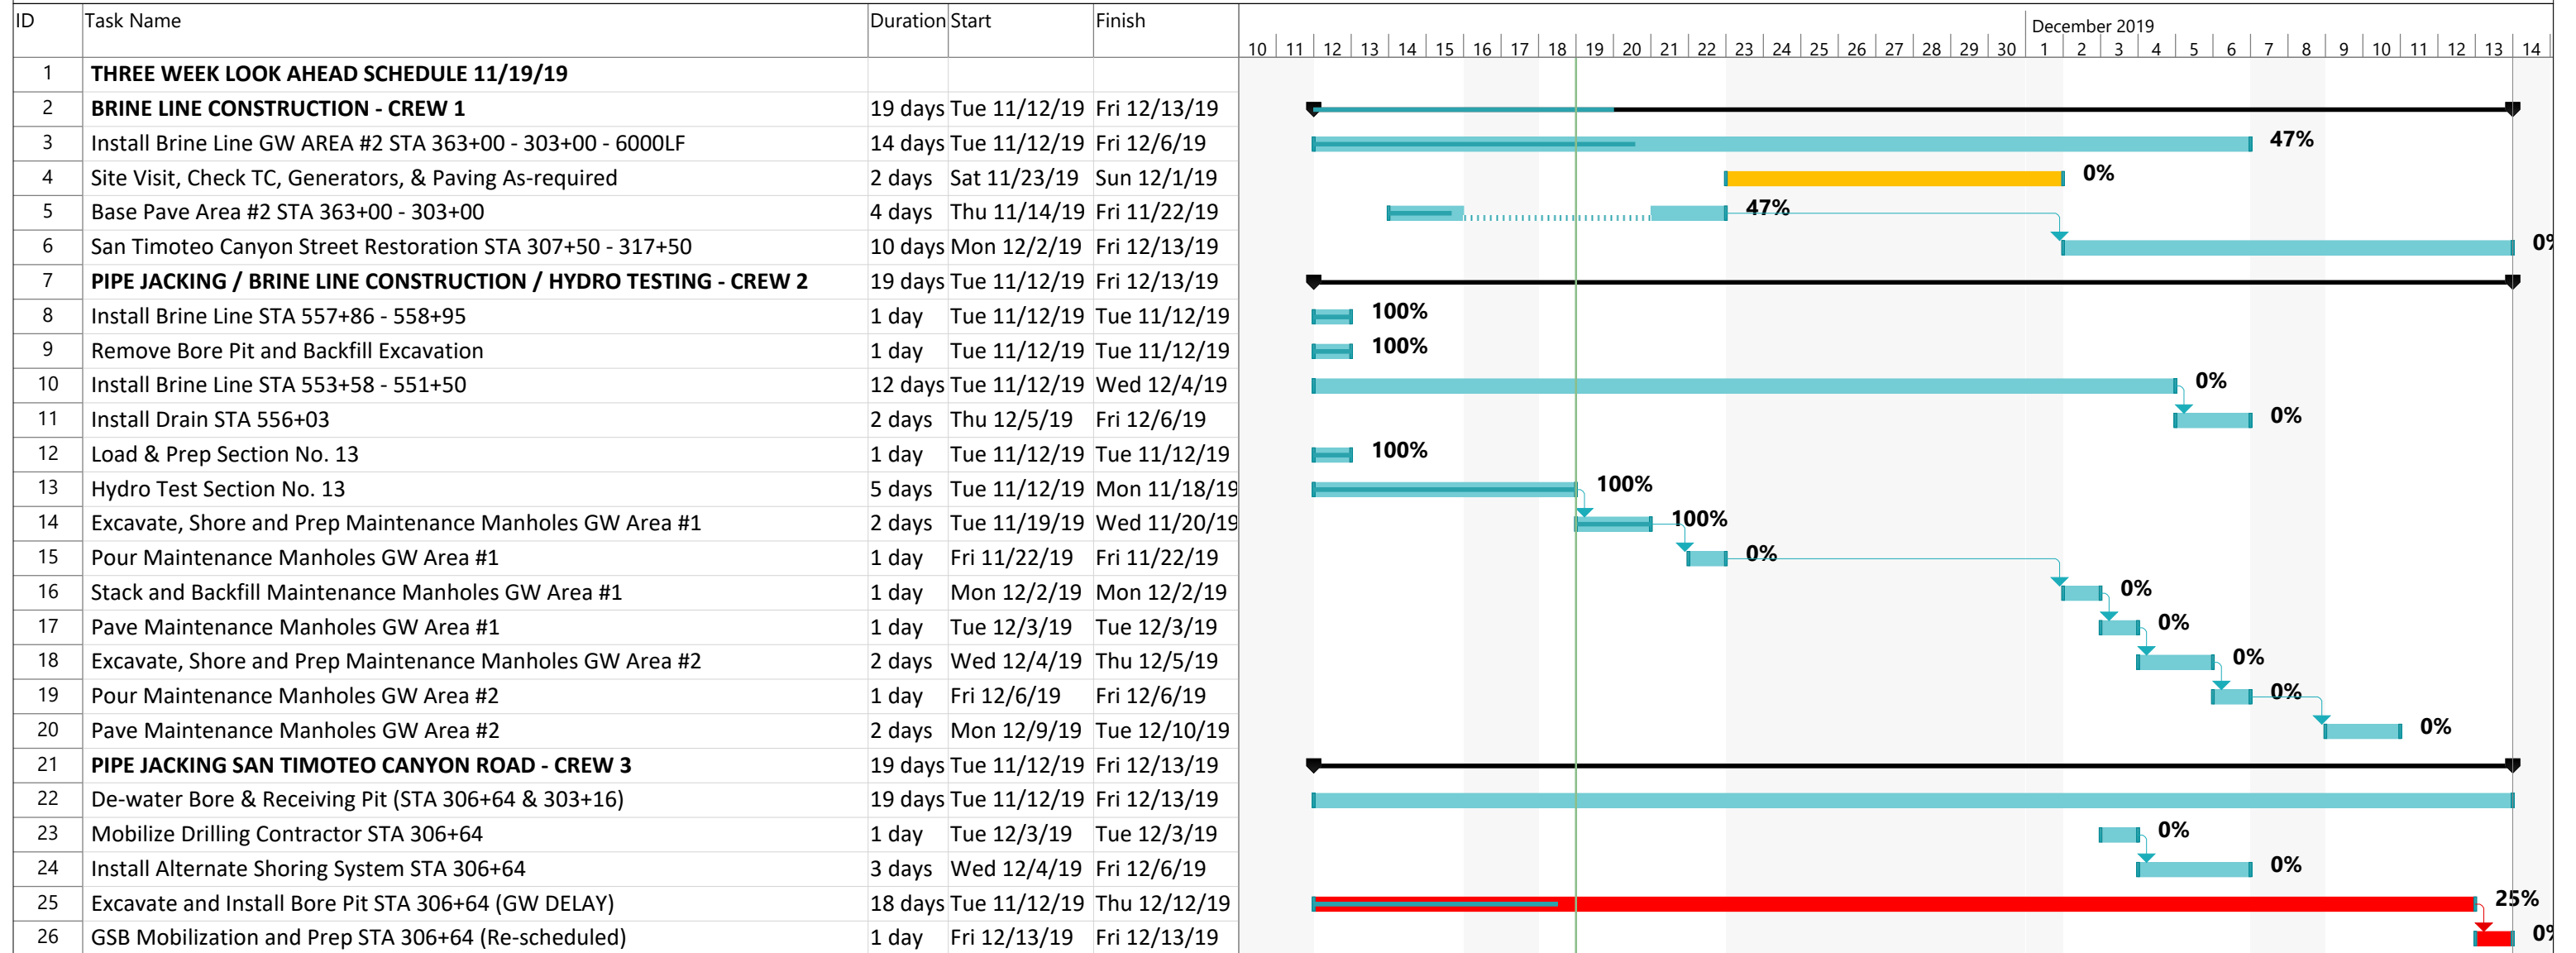 ID Task Name Duration Start Finish December 2019
10 11 12 13 14 15 16 17 18 19 20 21 22 23 24 25 26 27 28 29 30 1 2 3 4 5 6 7 8 9 10 11 12 13 14
1 THREE WEEK LOOK AHEAD SCHEDULE 11/19/19
2 BRINE LINE CONSTRUCTION - CREW 1 19 days Tue 11/12/19 Fri 12/13/19
3 Install Brine Line GW AREA #2 STA 363+00 - 303+00 - 6000LF 14 days Tue 11/12/19 Fri 12/6/19 47%
4 Site Visit, Check TC, Generators, & Paving As-required 2 days Sat 11/23/19 Sun 12/1/19 0%
5 Base Pave Area #2 STA 363+00 - 303+00 4 days Thu 11/14/19 Fri 11/22/19 47%
6 San Timoteo Canyon Street Restoration STA 307+50 - 317+50 10 days Mon 12/2/19 Fri 12/13/19 0%
7 PIPE JACKING / BRINE LINE CONSTRUCTION / HYDRO TESTING - CREW 2 19 days Tue 11/12/19 Fri 12/13/19
8 Install Brine Line STA 557+86 - 558+95 1 day Tue 11/12/19 Tue 11/12/19 100%
9 Remove Bore Pit and Backfill Excavation 1 day Tue 11/12/19 Tue 11/12/19 100%
10 Install Brine Line STA 553+58 - 551+50 12 days Tue 11/12/19 Wed 12/4/19 0%
11 Install Drain STA 556+03 2 days Thu 12/5/19 Fri 12/6/19 0%
12 Load & Prep Section No. 13 1 day Tue 11/12/19 Tue 11/12/19 100%
13 Hydro Test Section No. 13 5 days Tue 11/12/19 Mon 11/18/19 100%
14 Excavate, Shore and Prep Maintenance Manholes GW Area #1 2 days Tue 11/19/19 Wed 11/20/19 100%
15 Pour Maintenance Manholes GW Area #1 1 day Fri 11/22/19 Fri 11/22/19 0%
16 Stack and Backfill Maintenance Manholes GW Area #1 1 day Mon 12/2/19 Mon 12/2/19 0%
17 Pave Maintenance Manholes GW Area #1 1 day Tue 12/3/19 Tue 12/3/19 0%
18 Excavate, Shore and Prep Maintenance Manholes GW Area #2 2 days Wed 12/4/19 Thu 12/5/19 0%
19 Pour Maintenance Manholes GW Area #2 1 day Fri 12/6/19 Fri 12/6/19 0%
20 Pave Maintenance Manholes GW Area #2 2 days Mon 12/9/19 Tue 12/10/19 0%
21 PIPE JACKING SAN TIMOTEO CANYON ROAD - CREW 3 19 days Tue 11/12/19 Fri 12/13/19
22 De-water Bore & Receiving Pit (STA 306+64 & 303+16) 19 days Tue 11/12/19 Fri 12/13/19
23 Mobilize Drilling Contractor STA 306+64 1 day Tue 12/3/19 Tue 12/3/19 0%
24 Install Alternate Shoring System STA 306+64 3 days Wed 12/4/19 Fri 12/6/19 0%
25 Excavate and Install Bore Pit STA 306+64 (GW DELAY) 18 days Tue 11/12/19 Thu 12/12/19 25%
26 GSB Mobilization and Prep STA 306+64 (Re-scheduled) 1 day Fri 12/13/19 Fri 12/13/19 0%